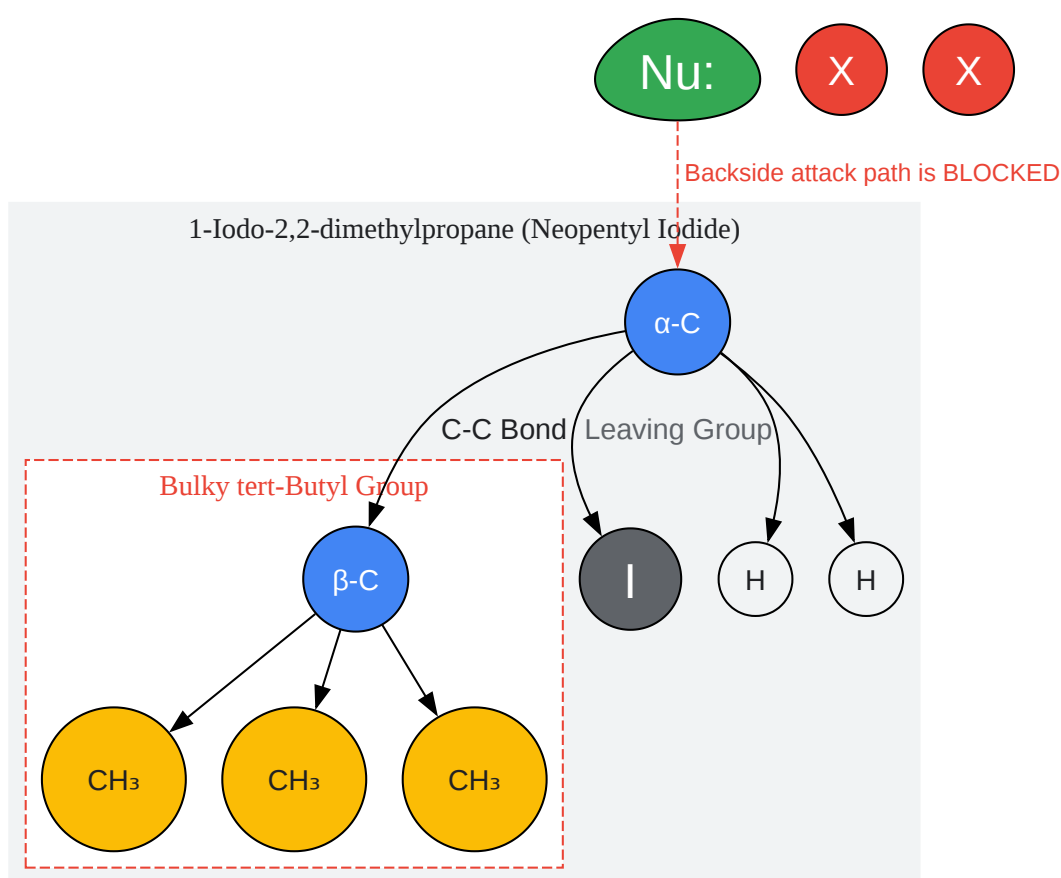 Nu:
X
X
Backside attack path is BLOCKED
1-Iodo-2,2-dimethylpropane (Neopentyl Iodide)
α-C
C-C Bond
Leaving Group
Bulky tert-Butyl Group
β-C
I
H
H
CH₃
CH₃
CH₃